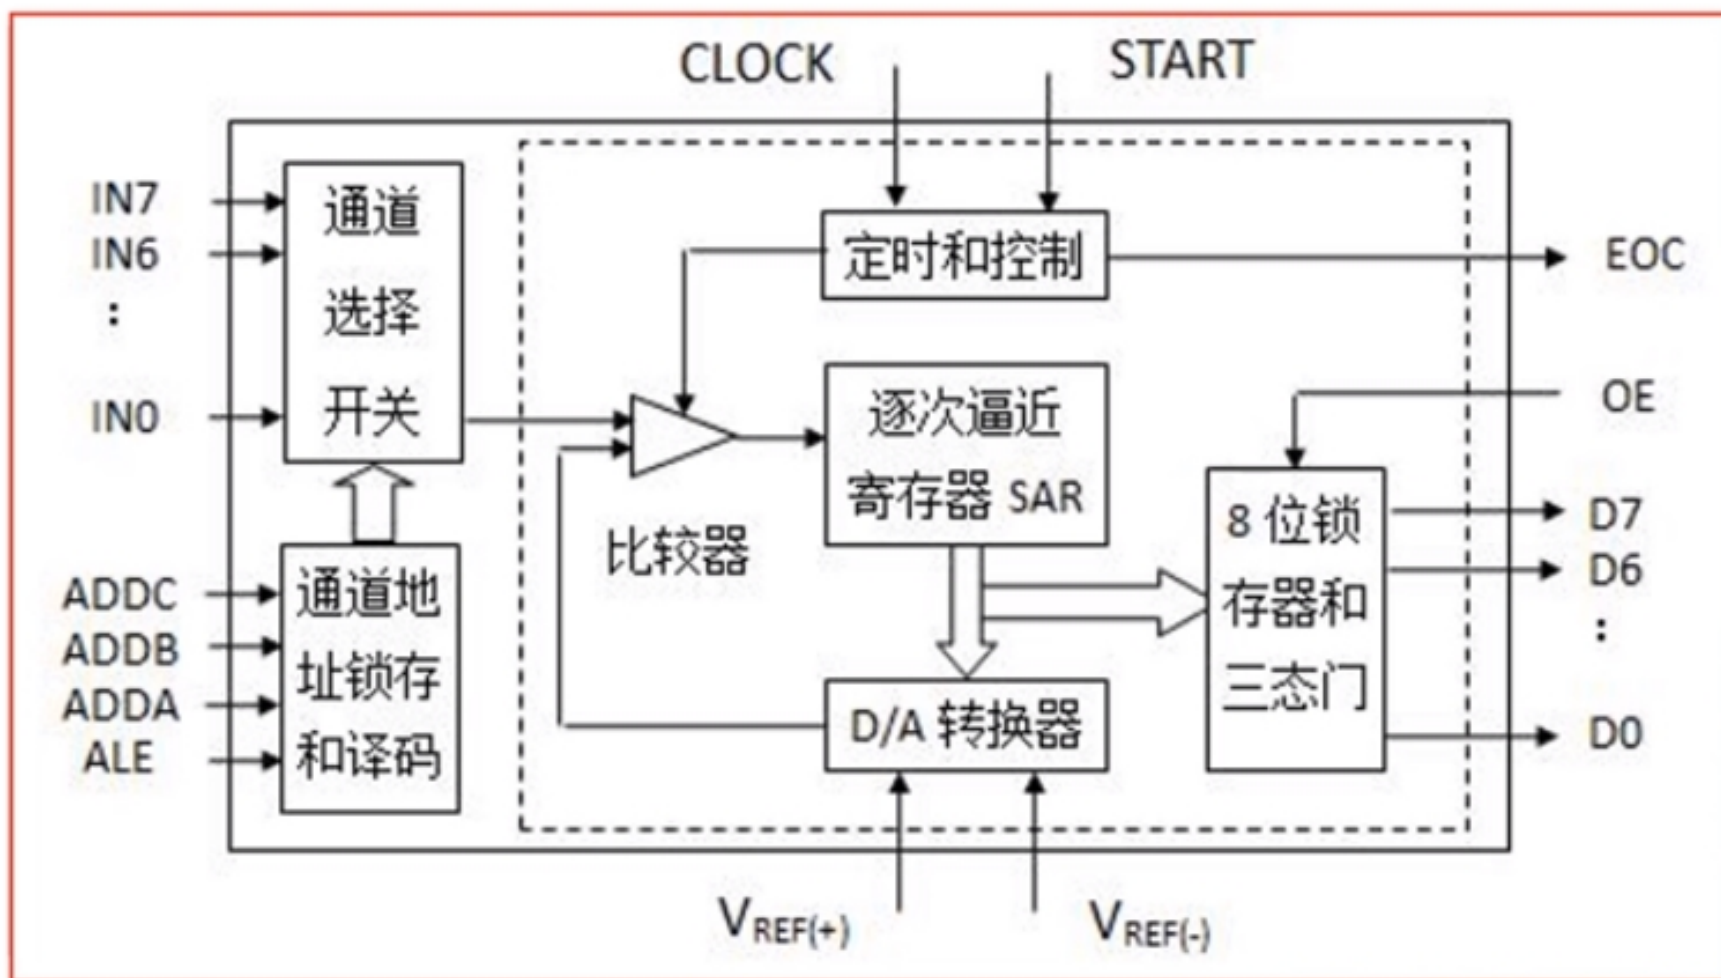 CLOCK
START
IN7
IN6
:
IN0
通道
选择
开关
定时和控制
EOC
逐次逼近
寄存器 SAR
比较器
OE
8 位锁
存器和
三态门
D7
D6
:
D0
ADDC
ADDB
ADDA
ALE
通道地
址锁存
和译码
D/A 转换器
VREF(+)
VREF(-)